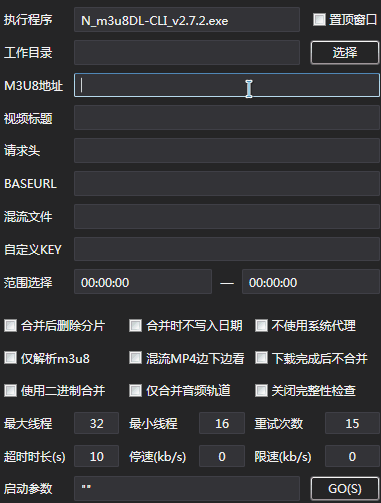 执行程序 N_m3u8DL-CLI_v2.7.2.exe 置顶窗口
工作目录 选择
M3U8地址
视频标题
请求头
BASEURL
混流文件
自定义KEY
范围选择 00:00:00 — 00:00:00
合并后删除分片 合并时不写入日期 不使用系统代理
仅解析m3u8 混流MP4边下边看 下载完成后不合并
使用二进制合并 仅合并音频轨道 关闭完整性检查
最大线程 32 最小线程 16 重试次数 15
超时时长(s) 10 停速(kb/s) 0 限速(kb/s) 0
启动参数 "" GO(S)